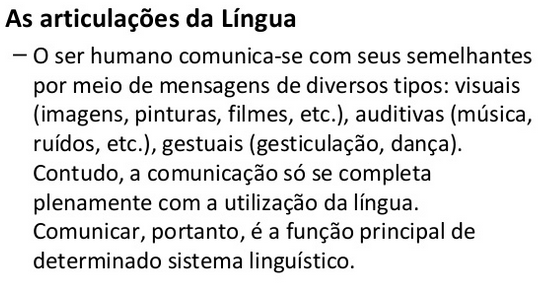 As articulações da Língua
– O ser humano comunica-se com seus semelhantes
por meio de mensagens de diversos tipos: visuais
(imagens, pinturas, filmes, etc.), auditivas (música,
ruídos, etc.), gestuais (gesticulação, dança).
Contudo, a comunicação só se completa
plenamente com a utilização da língua.
Comunicar, portanto, é a função principal de
determinado sistema linguístico.